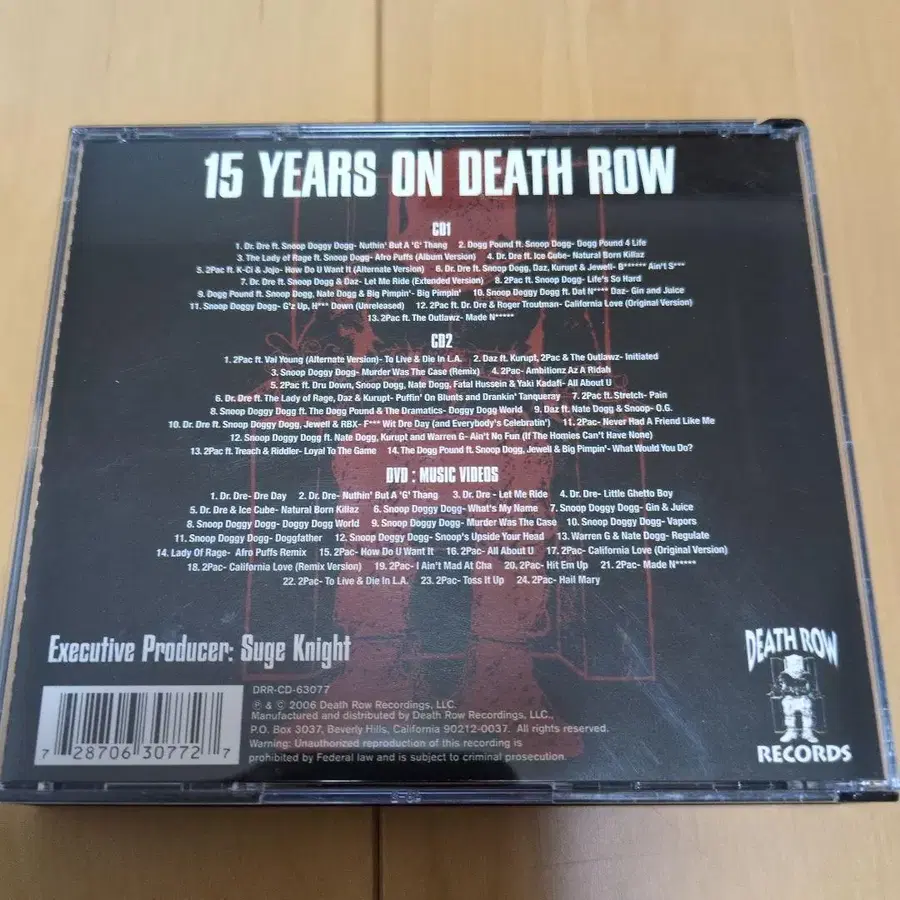 15 YEARS ON DEATH ROW
CD1
1. Dr. Dre ft. Snoop Doggy Dogg- Nuthin' But A 'G' Thang 2. Dogg Pound ft. Snoop Dogg- Dogg Pound 4 Life
3. The Lady of Rage ft. Snoop Dogg- Afro Puffs (Album Version) 4. Dr. Dre ft. Ice Cube- Natural Born Killaz
5. 2Pac ft. K-Ci & Jojo- How Do U Want It (Alternate Version) 6. Dr. Dre ft. Snoop Dogg, Daz, Kurupt & Jewell- B****** Ain't S***
7. Dr. Dre ft. Snoop Dogg & Daz- Let Me Ride (Extended Version) 8. 2Pac ft. Snoop Dogg- Life's So Hard
9. Dogg Pound ft. Snoop Dogg, Nate Dogg & Big Pimpin'- Big Pimpin' 10. Snoop Doggy Dogg ft. Dat N**** Daz- Gin and Juice
11. Snoop Doggy Dogg- G'z Up, H*** Down (Unreleased) 12. 2Pac ft. Dr. Dre & Roger Troutman- California Love (Original Version)
13. 2Pac ft. The Outlawz- Made N*****
CD2
1. 2Pac ft. Val Young (Alternate Version)- To Live & Die In L.A. 2. Daz ft. Kurupt, 2Pac & The Outlawz- Initiated
3. Snoop Doggy Dogg- Murder Was The Case (Remix) 4. 2Pac- Ambitionz Az A Ridah
5. 2Pac ft. Dru Down, Snoop Dogg, Nate Dogg, Fatal Hussein & Yaki Kadafi- All About U
6. Dr. Dre ft. The Lady of Rage, Daz & Kurupt- Puffin' On Blunts and Drankin' Tanqueray 7. 2Pac ft. Stretch- Pain
8. Snoop Doggy Dogg ft. The Dogg Pound & The Dramatics- Doggy Dogg World 9. Daz ft. Nate Dogg & Snoop- O.G.
10. Dr. Dre ft. Snoop Doggy Dogg, Jewell & RBX- F*** Wit Dre Day (and Everybody's Celebratin') 11. 2Pac- Never Had A Friend Like Me
12. Snoop Doggy Dogg ft. Nate Dogg, Kurupt and Warren G- Ain't No Fun (If The Homies Can't Have None)
13. 2Pac ft. Treach & Riddler- Loyal To The Game 14. The Dogg Pound ft. Snoop Dogg, Jewell & Big Pimpin'- What Would You Do?
DVD : MUSIC VIDEOS
1. Dr. Dre- Dre Day 2. Dr. Dre- Nuthin' But A 'G' Thang 3. Dr. Dre - Let Me Ride 4. Dr. Dre- Little Ghetto Boy
5. Dr. Dre & Ice Cube- Natural Born Killaz 6. Snoop Doggy Dogg- What's My Name 7. Snoop Doggy Dogg- Gin & Juice
8. Snoop Doggy Dogg- Doggy Dogg World 9. Snoop Doggy Dogg- Murder Was The Case 10. Snoop Doggy Dogg- Vapors
11. Snoop Doggy Dogg- Doggfather 12. Snoop Doggy Dogg- Snoop's Upside Your Head 13. Warren G & Nate Dogg- Regulate
14. Lady Of Rage- Afro Puffs Remix 15. 2Pac- How Do U Want It 16. 2Pac- All About U 17. 2Pac- California Love (Original Version)
18. 2Pac- California Love (Remix Version) 19. 2Pac- I Ain't Mad At Cha 20. 2Pac- Hit Em Up 21. 2Pac- Made N*****
22. 2Pac- To Live & Die In L.A. 23. 2Pac- Toss It Up 24. 2Pac- Hail Mary
Executive Producer: Suge Knight
DRR-CD-63077
℗ & © 2006 Death Row Recordings, LLC.
Manufactured and distributed by Death Row Recordings, LLC.,
P.O. Box 3037, Beverly Hills, California 90212-0037. All rights reserved.
Warning: Unauthorized reproduction of this recording is
prohibited by Federal law and is subject to criminal prosecution.
7 28706 30772 7
DEATH ROW
RECORDS